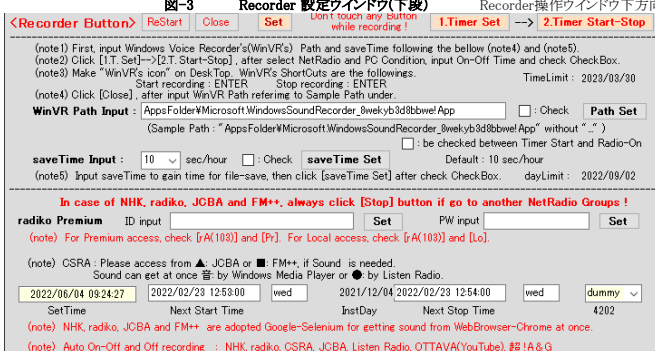 図−3 Recorder 設定ウインドウ(下段) Recorder操作ウインドウ下方向
<Recorder Button> ReStart Close Set Don't touch any Button while recording ! 1.Timer Set --> 2.Timer Start-Stop
(note1) First, input Windows Voice Recorder's(WinVR's) Path and saveTime following the bellow (note4) and (note5).
(note2) Click [1.T. Set]-->[2.T. Start-Stop] , after select NetRadio and PC Condition, input On-Off Time and check CheckBox.
(note3) Make "WinVR's icon" on DeskTop. WinVR's ShortCuts are the followings.
Start recording : ENTER Stop recording : ENTER TimeLimit : 2023/03/30
(note4) Click [Close] , after input WinVR Path refering to Sample Path under.
WinVR Path Input : AppsFolder¥Microsoft.WindowsSoundRecorder_8wekyb3d8bbwe!App : Check Path Set
(Sample Path : "AppsFolder¥Microsoft.WindowsSoundRecorder_8wekyb3d8bbwe!App" without "_" )
: be checked between Timer Start and Radio-On
saveTime Input : 10 sec/hour : Check saveTime Set Default : 10 sec/hour
(note5) Input saveTime to gain time for file-save, then click [saveTime Set] after check CheckBox. dayLimit : 2022/09/02
In case of NHK, radiko, JCBA and FM++, always click [Stop] button if go to another NetRadio Groups !
radiko Premium ID input Set PW input Set
(note) For Premium access, check [rA(103)] and [Pr]. For Local access, check [rA(103)] and [Lo].
(note) CSRA : Please access from ▲: JCBA or ■: FM++, if Sound is needed.
Sound can get at once 音: by Windows Media Player or ●: by Listen Radio.
2022/06/04 09:24:27 2022/02/23 12:53:00 wed 2021/12/04 2022/02/23 12:54:00 wed dummy
SetTime Next Start Time InstDay Next Stop Time 4202
(note) NHK, radiko, JCBA and FM++ are adopted Google-Selenium for getting sound from WebBrowser-Chrome at once.
(note) Auto On-Off and Off recording : NHK, radiko, CSRA, JCBA, Listen Radio, OTTAVA(YouTube), 超!A＆G